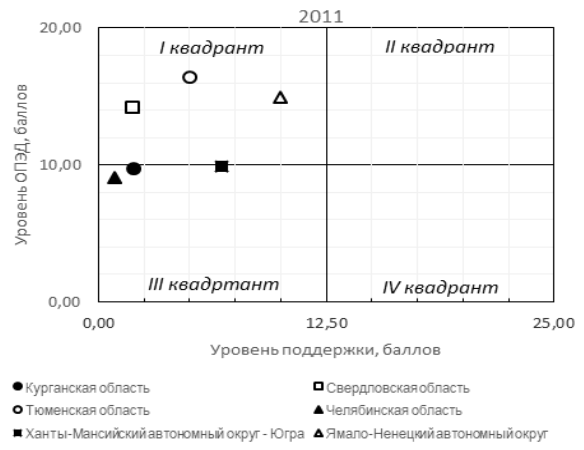 2011
20,00
I квадрант
II квадрант
Уровень ОПЭД, баллов
10,00
III квадртант
IV квадрант
0,00
0,00 12,50 25,00
Уровень поддержки, баллов
Курганская область Свердловская область
Тюменская область Челябинская область
Ханты-Мансийский автономный округ - Югра Ямало-Ненецкий автономный округ